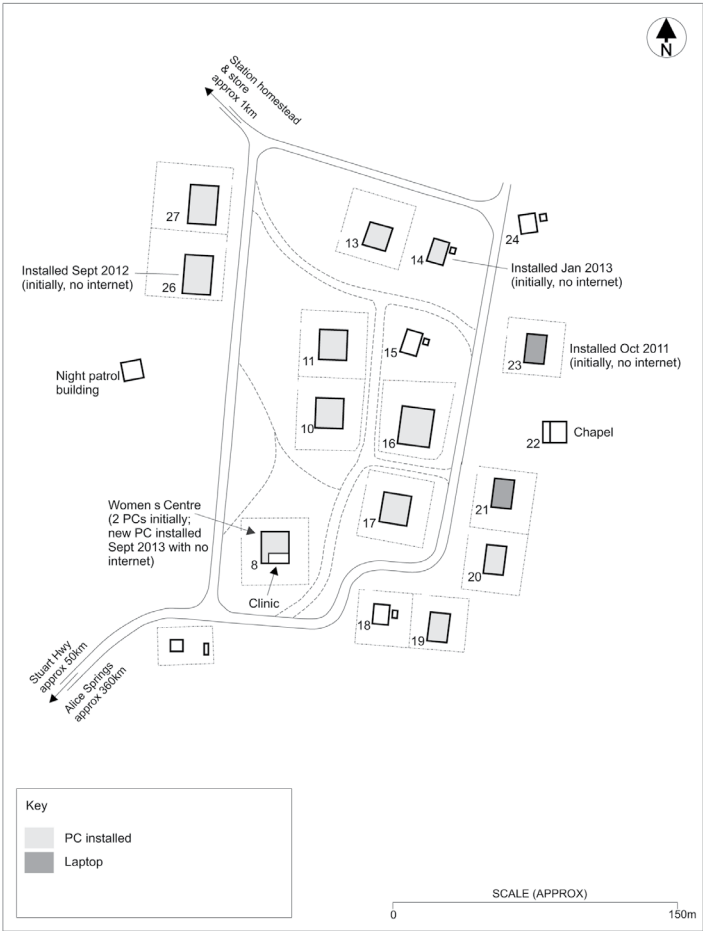 N
Station homestead
& store
approx 1km
27
Installed Sept 2012
(initially, no internet)
26
13
14
Installed Jan 2013
(initially, no internet)
24
11
15
23
Installed Oct 2011
(initially, no internet)
Night patrol
building
10
16
22
Chapel
Women s Centre
(2 PCs initially;
new PC installed
Sept 2013 with no
internet)
8
Clinic
17
21
20
18
19
Stuart Hwy
approx 50km
Alice Springs
approx 360km
Key
PC installed
Laptop
SCALE (APPROX)
0
150m